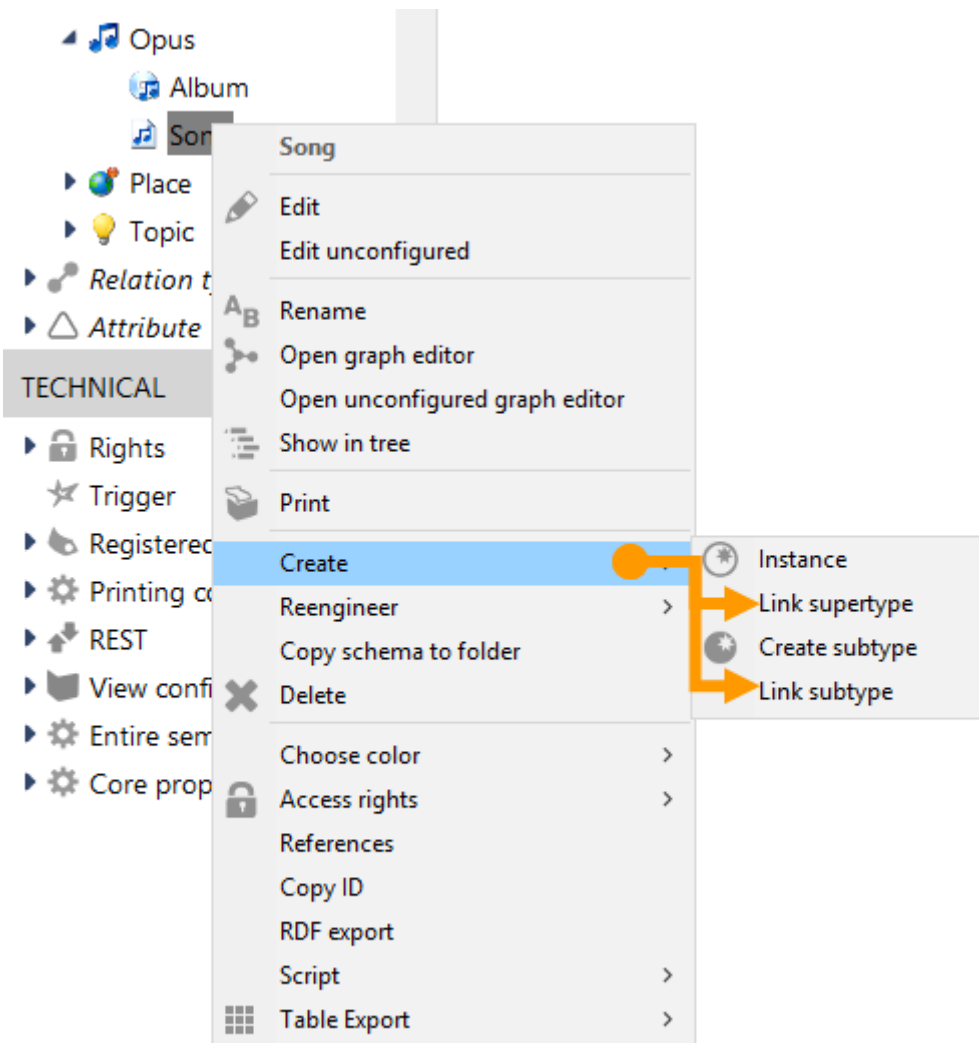 Opus
Album
Son
Place
Topic
Relation t
Attribute
TECHNICAL
Rights
Trigger
Registered
Printing co
REST
View confi
Entire sem
Core prop
Song
Edit
Edit unconfigured
Rename
Open graph editor
Open unconfigured graph editor
Show in tree
Print
Create
Reengineer
Copy schema to folder
Delete
Choose color
Access rights
References
Copy ID
RDF export
Script
Table Export
Instance
Link supertype
Create subtype
Link subtype